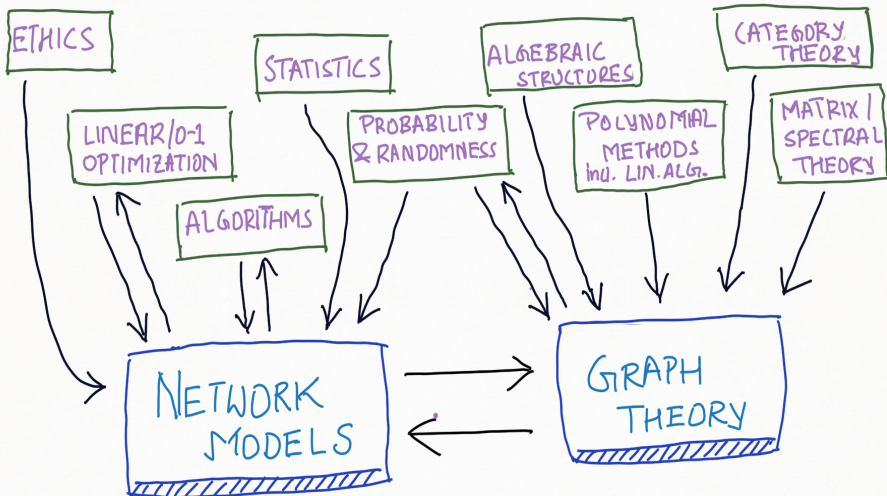 ETHICS
LINEAR/0-1
OPTIMIZATION
ALGORITHMS
STATISTICS
PROBABILITY
& RANDOMNESS
ALGEBRAIC
STRUCTURES
POLYNOMIAL
METHODS
Incl. LIN. ALG.
CATEGORY
THEORY
MATRIX/
SPECTRAL
THEORY
NETWORK
MODELS
GRAPH
THEORY